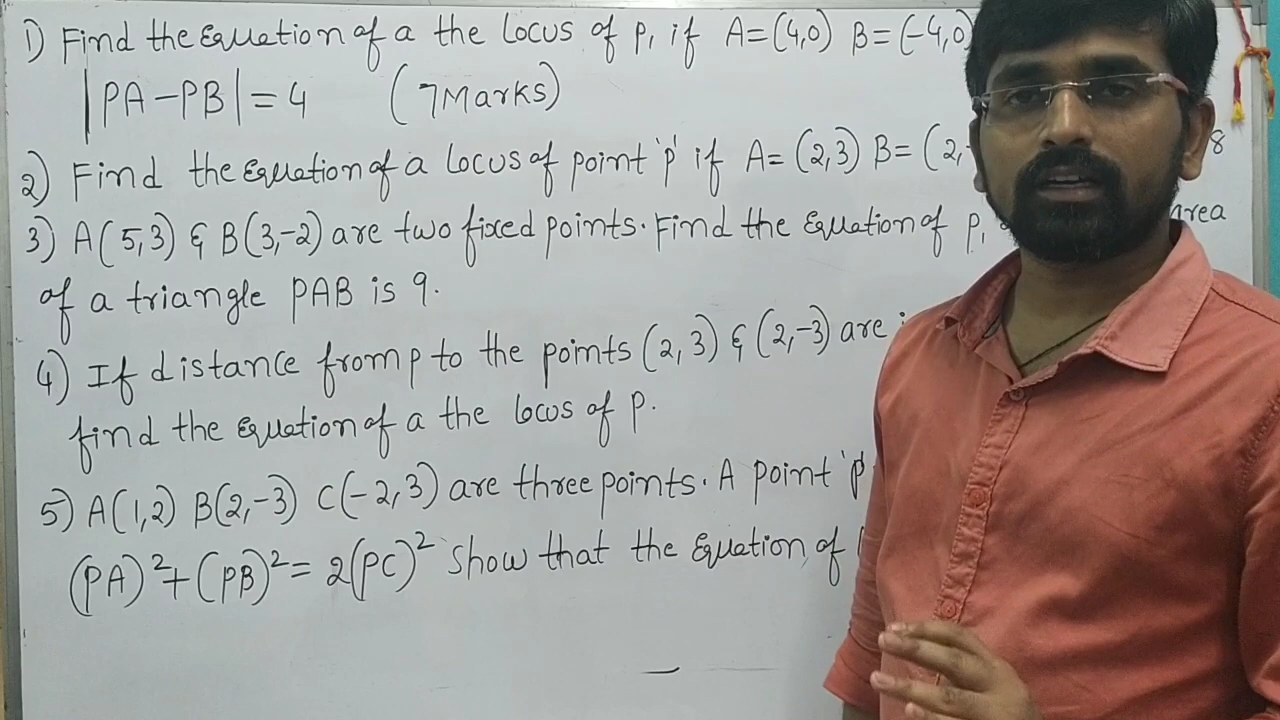 1) Find the Equation of a the locus of P, if A=(4,0) B=(-4,0)
|PA-PB|=4 (7Marks)
2) Find the Equation of a locus of point 'P' if A=(2,3) B=(2,- 8
3) A(5,3) & B(3,-2) are two fixed points. Find the Equation of P, area
of a triangle PAB is 9.
4) If distance from P to the points (2,3) & (2,-3) are
find the Equation of a the locus of P.
5) A(1,2) B(2,-3) C(-2,3) are three points. A point 'P'
(PA)²+(PB)²=2(PC)² show that the Equation of